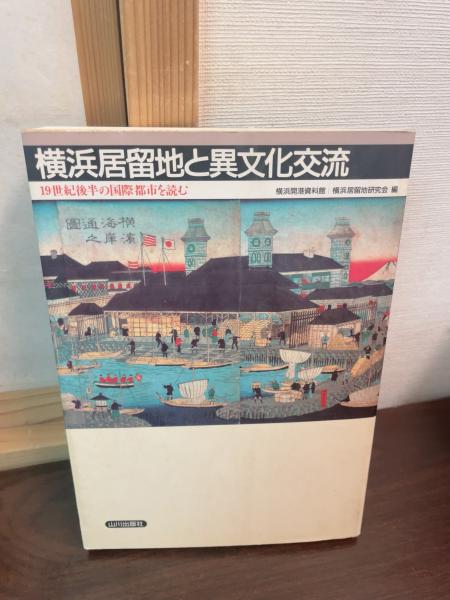 横浜居留地と異文化交流
19世紀後半の国際都市を読む
横浜開港資料館 横浜居留地研究会 編
横濱
海岸
通之
圖
山川出版社